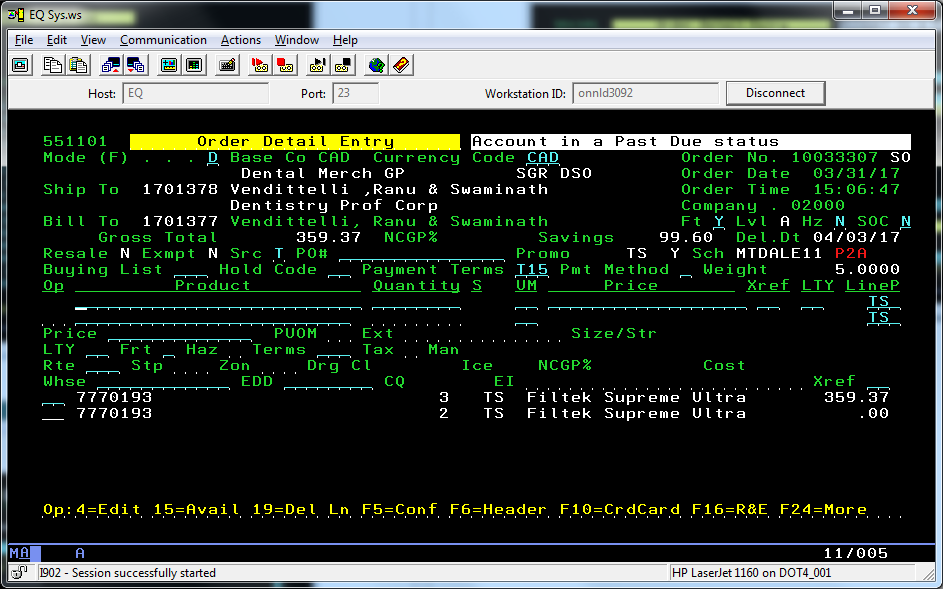 EQ Sys.ws
File Edit View Communication Actions Window Help
Host: EQ Port: 23 Workstation ID: onnld3092 Disconnect
551101 Order Detail Entry Account in a Past Due status
Mode (F) . . . D Base Co CAD Currency Code CAD Order No. 10033307 SO
Dental Merch GP SGR DSO Order Date 03/31/17
Ship To 1701378 Vendittelli ,Ranu & Swaminath Order Time 15:06:47
Dentistry Prof Corp Company . 02000
Bill To 1701377 Vendittelli, Ranu & Swaminath Ft Y Lvl A Hz N SOC N
Gross Total 359.37 NCGP% Savings 99.60 Del.Dt 04/03/17
Resale N Exmpt N Src T PO# Promo TS Y Sch MTDALE11 P2A
Buying List Hold Code Payment Terms T15 Pmt Method Weight 5.0000
Op Product Quantity S UM Price Xref LTY LineP
TS
TS
Price PUOM Ext Size/Str
LTY Frt Haz Terms Tax Man
Rte Stp Zon Drg Cl Ice NCGP% Cost
Whse EDD CQ EI Xref
7770193 3 TS Filtek Supreme Ultra 359.37
7770193 2 TS Filtek Supreme Ultra .00
Op:4=Edit 15=Avail 19=Del Ln F5=Conf F6=Header F10=CrdCard F16=R&E F24=More
MA A 11/005
I902 - Session successfully started HP LaserJet 1160 on DOT4_001